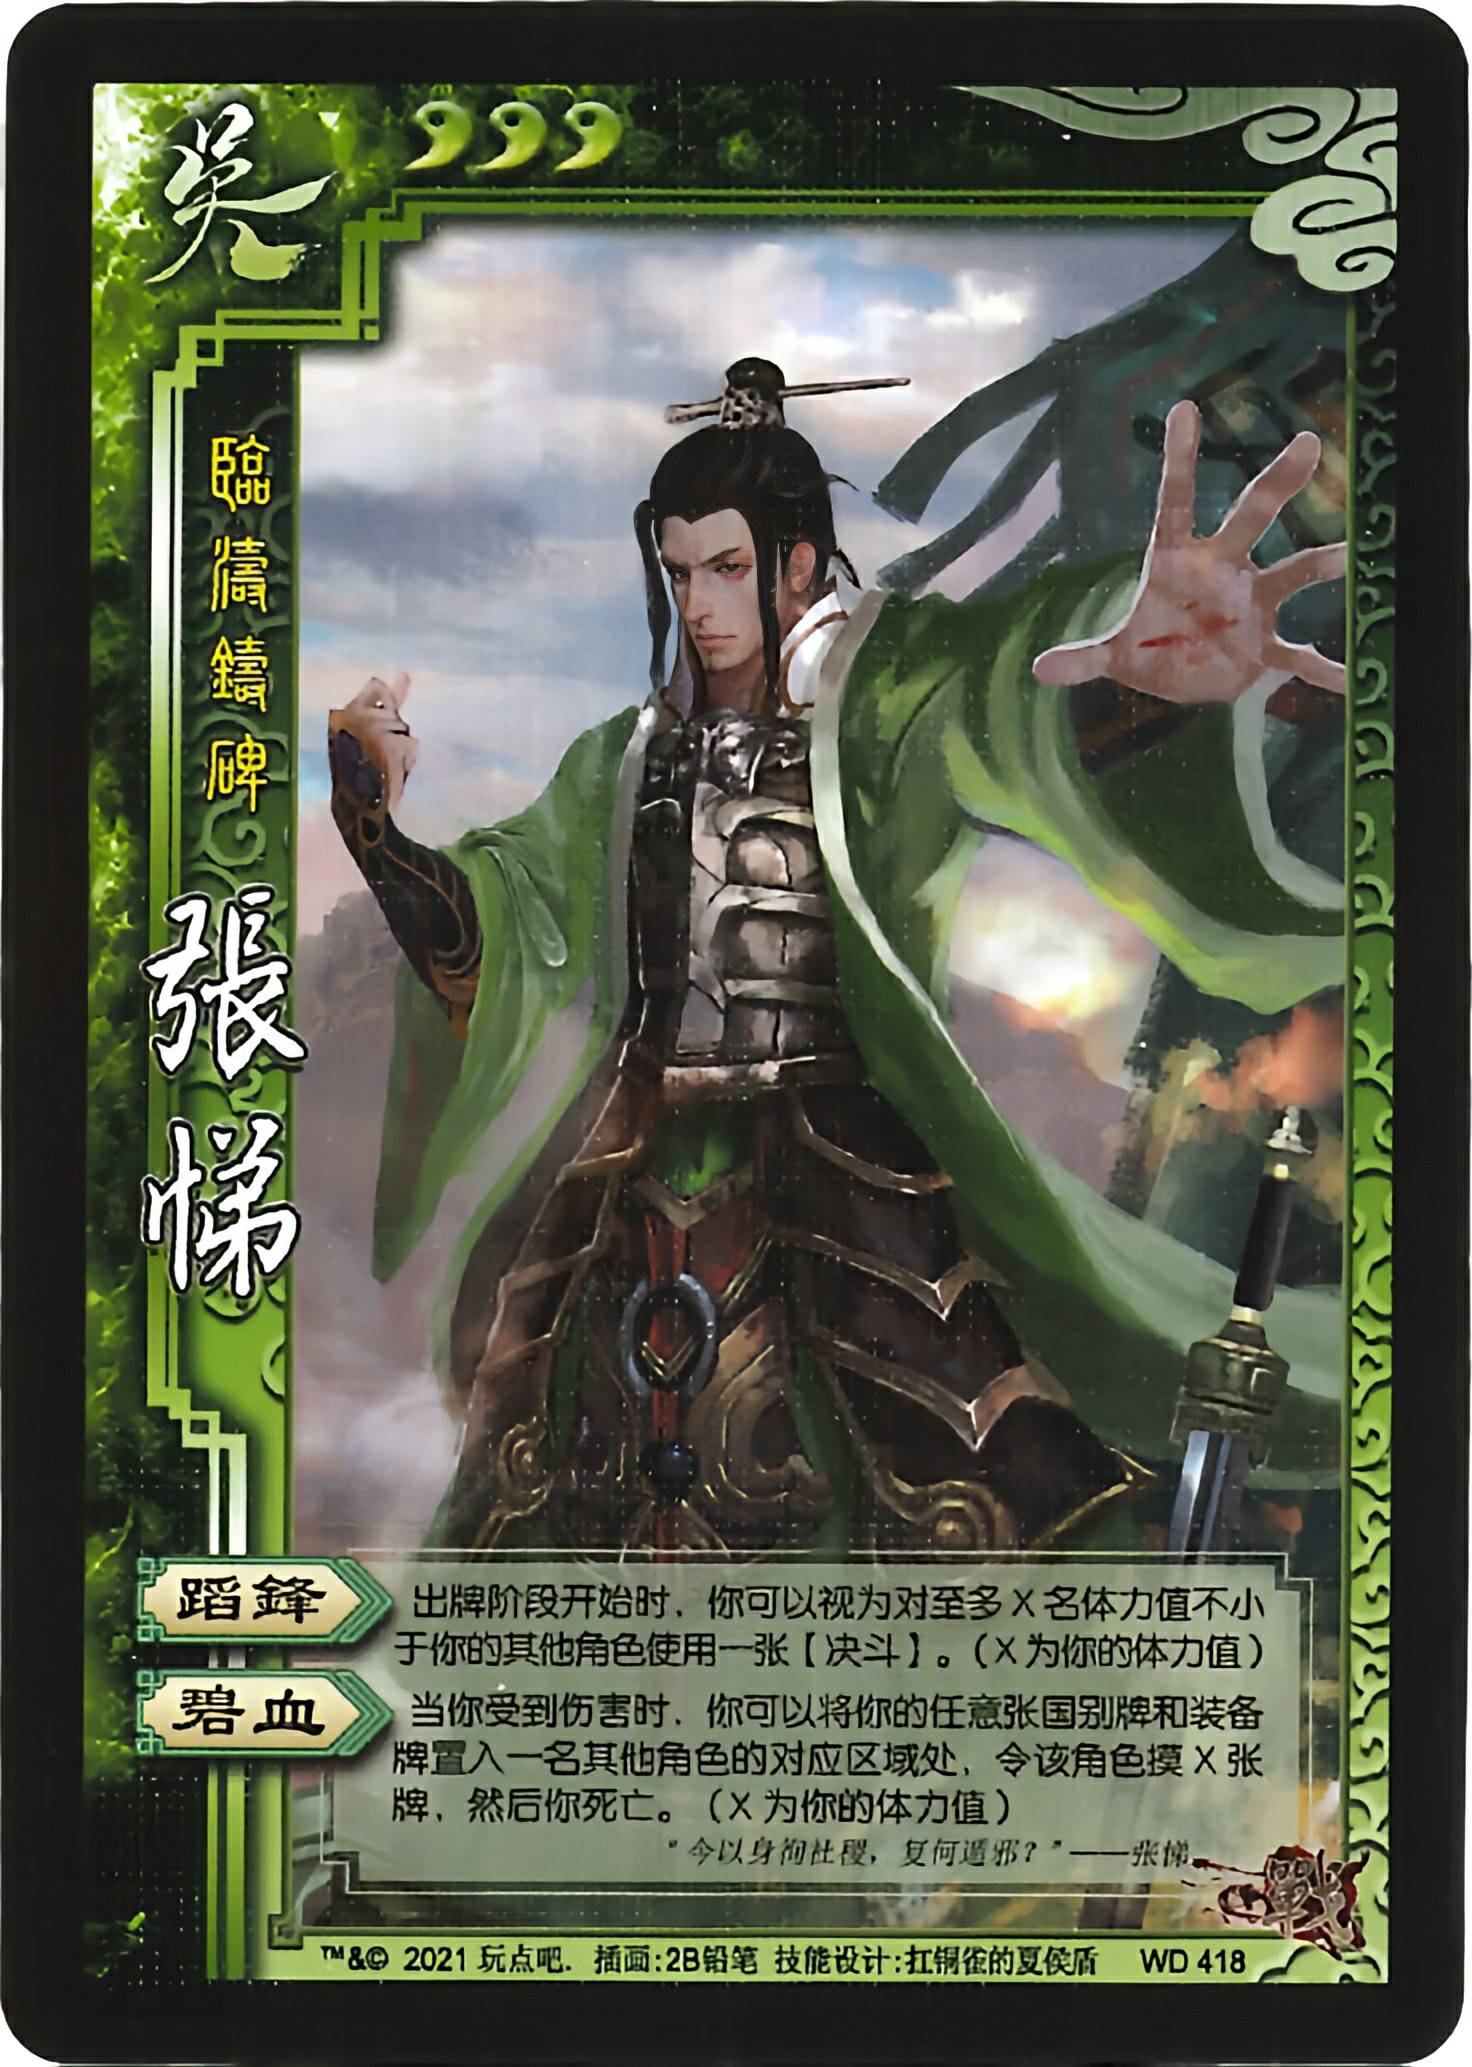 吴
臨濤鑄碑
張悌
蹈鋒
出牌阶段开始时，你可以视为对至多X名体力值不小
于你的其他角色使用一张【决斗】。（X为你的体力值）
碧血
当你受到伤害时，你可以将你的任意张国别牌和装备
牌置入一名其他角色的对应区域处，令该角色摸X张
牌，然后你死亡。（X为你的体力值）
“今以身徇社稷，复何遁邪？”——张悌
戰
™&© 2021 玩点吧. 插画:2B铅笔 技能设计:扛铜雀的夏侯盾 WD 418